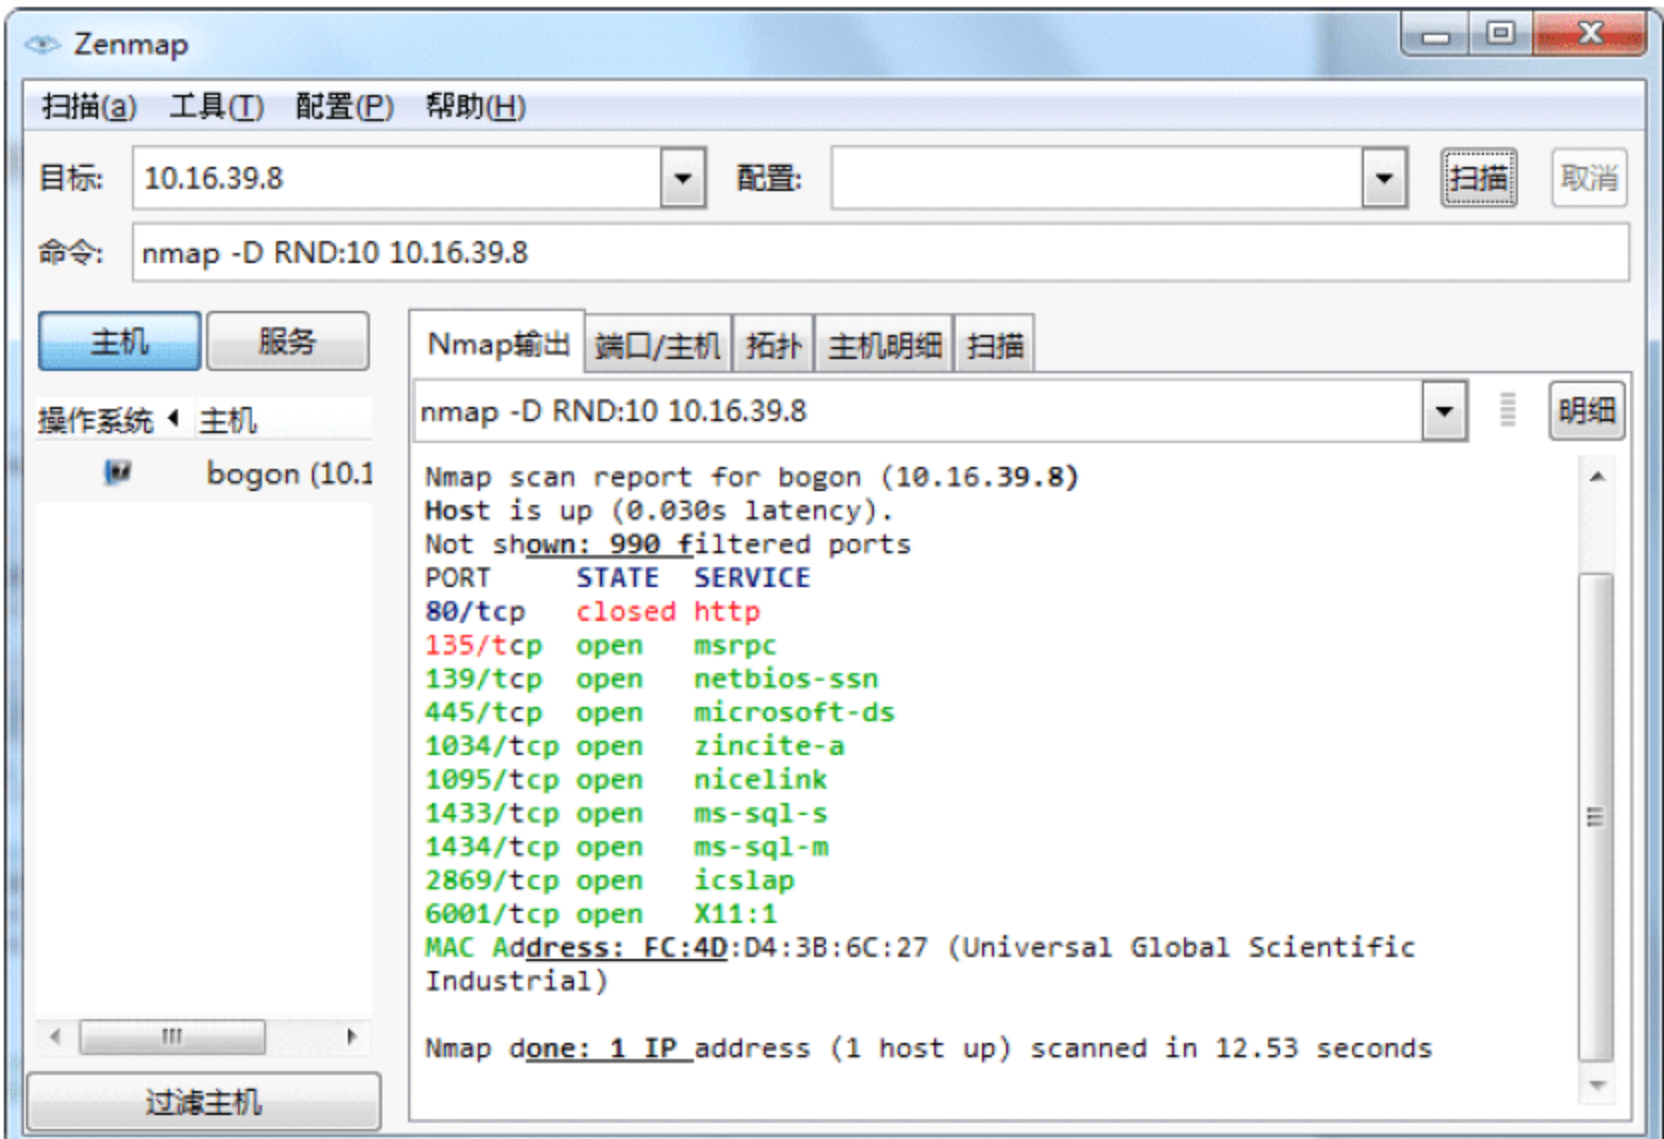 Zenmap
扫描(a) 工具(T) 配置(P) 帮助(H)
目标: 10.16.39.8 配置: 扫描 取消
命令: nmap -D RND:10 10.16.39.8
主机 服务
操作系统 主机
bogon (10.1
过滤主机
Nmap输出 端口/主机 拓扑 主机明细 扫描
nmap -D RND:10 10.16.39.8 明细
Nmap scan report for bogon (10.16.39.8)
Host is up (0.030s latency).
Not shown: 990 filtered ports
PORT STATE SERVICE
80/tcp closed http
135/tcp open msrpc
139/tcp open netbios-ssn
445/tcp open microsoft-ds
1034/tcp open zincite-a
1095/tcp open nicelink
1433/tcp open ms-sql-s
1434/tcp open ms-sql-m
2869/tcp open icslap
6001/tcp open X11:1
MAC Address: FC:4D:D4:3B:6C:27 (Universal Global Scientific
Industrial)
Nmap done: 1 IP address (1 host up) scanned in 12.53 seconds